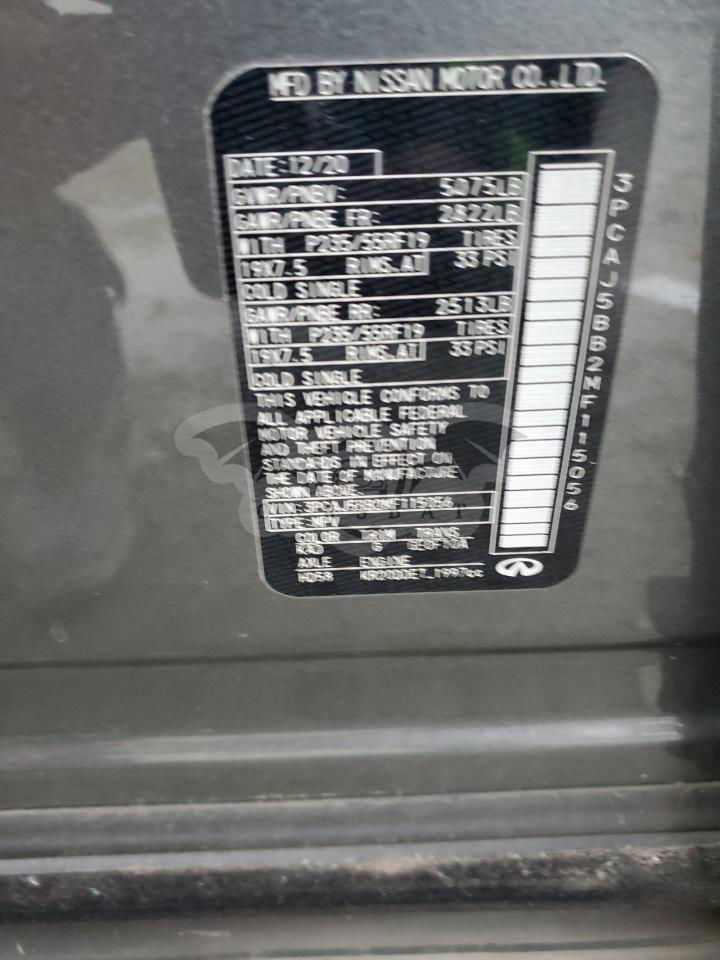 MFD BY NISSAN MOTOR CO.,LTD.
DATE:12/20
GVWR/PNBV: 5075LB
GAWR/PNBE FR: 2822LB
WITH P235/55RF19 TIRES
19X7.5 RIMS.AT 33 PSI
COLD SINGLE
GAWR/PNBE RR: 2513LB
WITH P235/55RF19 TIRES
19X7.5 RIMS.AT 33 PSI
COLD SINGLE
THIS VEHICLE CONFORMS TO
ALL APPLICABLE FEDERAL
MOTOR VEHICLE SAFETY
AND THEFT PREVENTION
STANDARDS IN EFFECT ON
THE DATE OF MANUFACTURE
SHOWN ABOVE.
VIN:3PCAJ5BB2MF115056
TYPE:MPV
COLOR TRIM TRANS.
KAD G
AXLE ENGINE
KR20DDET 1997cc
3PCAJ5BB2MF115056